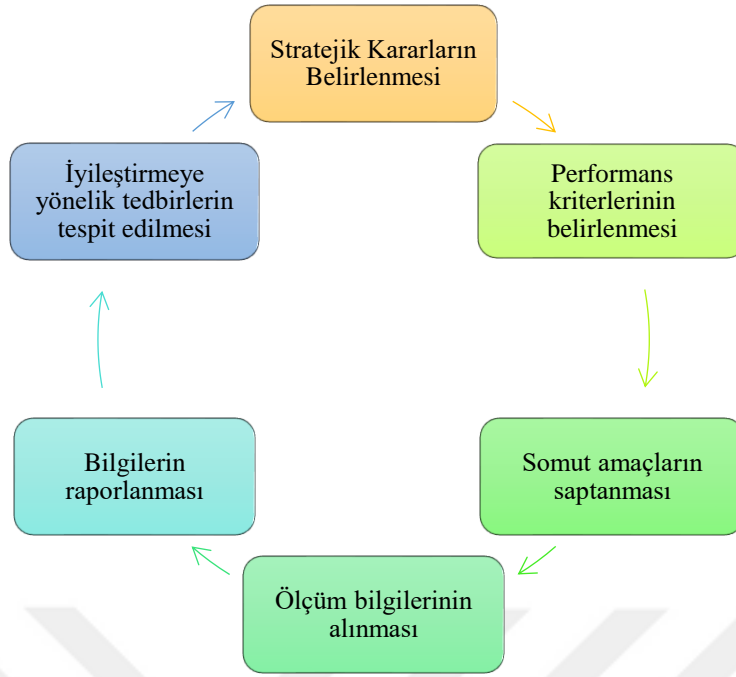 Stratejik Kararların
Belirlenmesi
Performans
kriterlerinin
belirlenmesi
Somut amaçların
saptanması
Ölçüm bilgilerinin
alınması
Bilgilerin
raporlanması
İyileştirmeye
yönelik tedbirlerin
tespit edilmesi